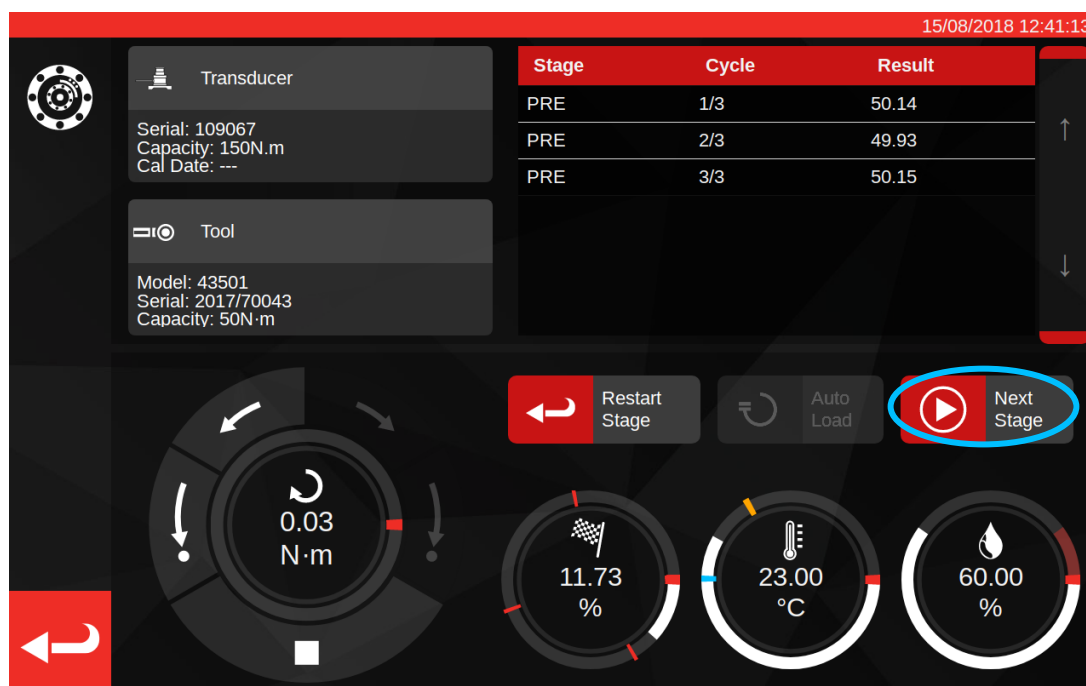 15/08/2018 12:41:13
Transducer
Serial: 109067
Capacity: 150N.m
Cal Date: ---
Tool
Model: 43501
Serial: 2017/70043
Capacity: 50N·m
Stage Cycle Result
PRE 1/3 50.14
PRE 2/3 49.93
PRE 3/3 50.15
Restart
Stage
Auto
Load
Next
Stage
0.03
N·m
11.73
%
23.00
°C
60.00
%